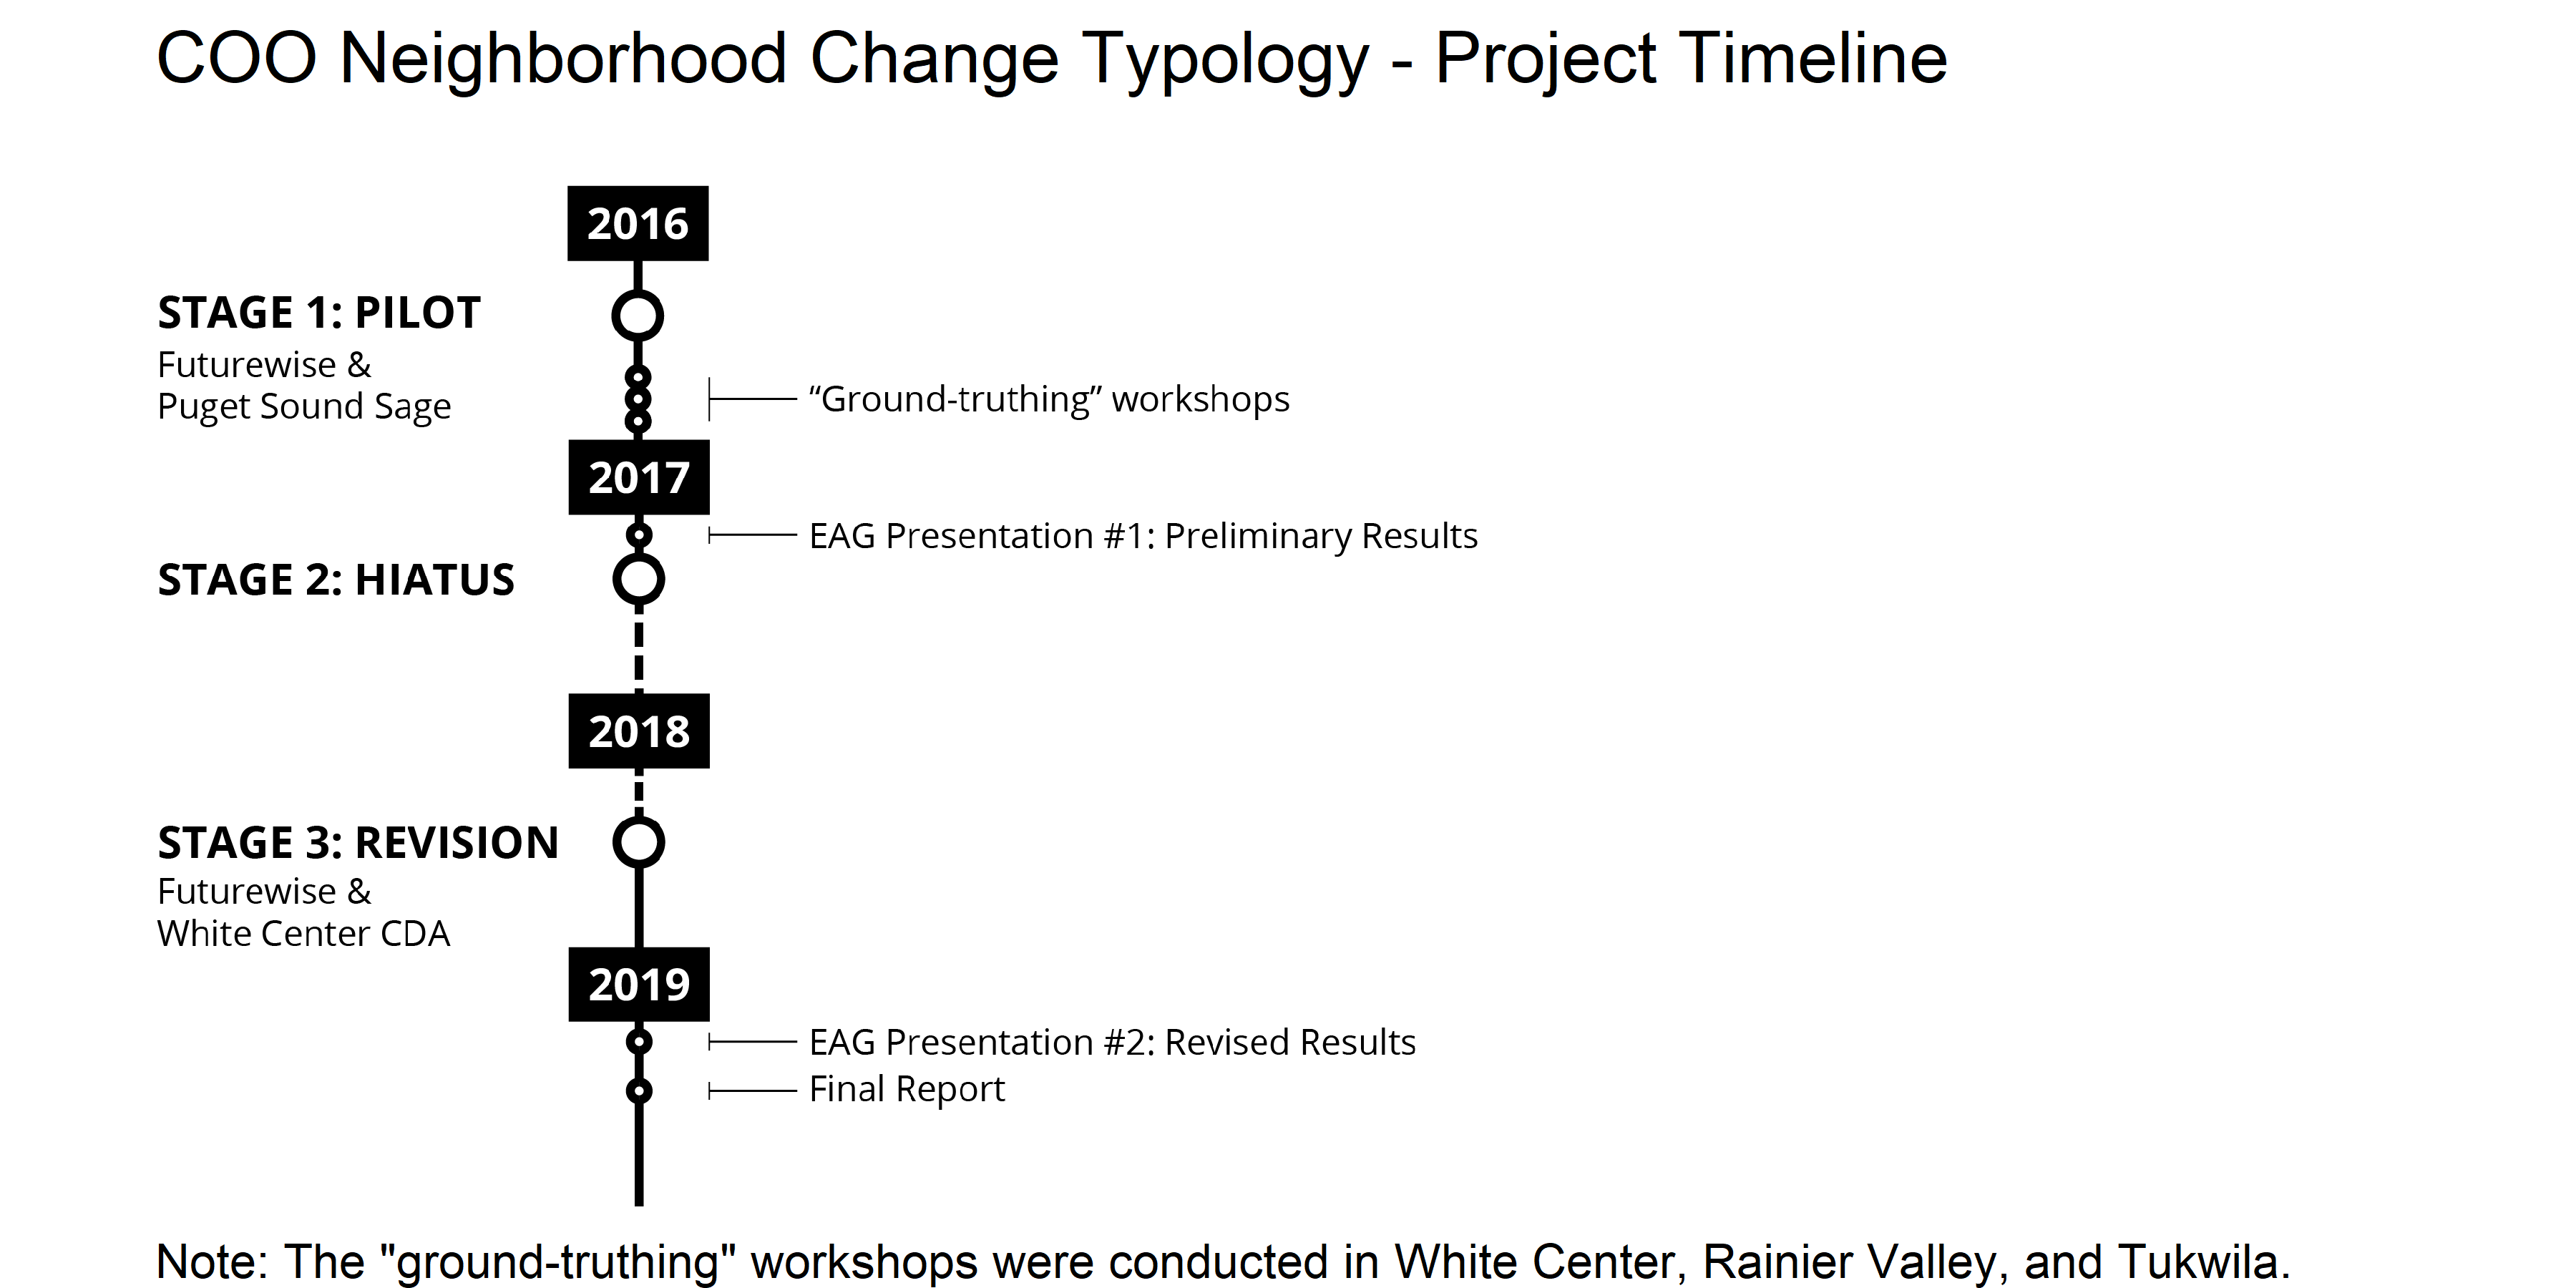 COO Neighborhood Change Typology - Project Timeline
2016
STAGE 1: PILOT
Futurewise &
Puget Sound Sage
“Ground-truthing” workshops
2017
EAG Presentation #1: Preliminary Results
STAGE 2: HIATUS
2018
STAGE 3: REVISION
Futurewise &
White Center CDA
2019
EAG Presentation #2: Revised Results
Final Report
Note: The "ground-truthing" workshops were conducted in White Center, Rainier Valley, and Tukwila.